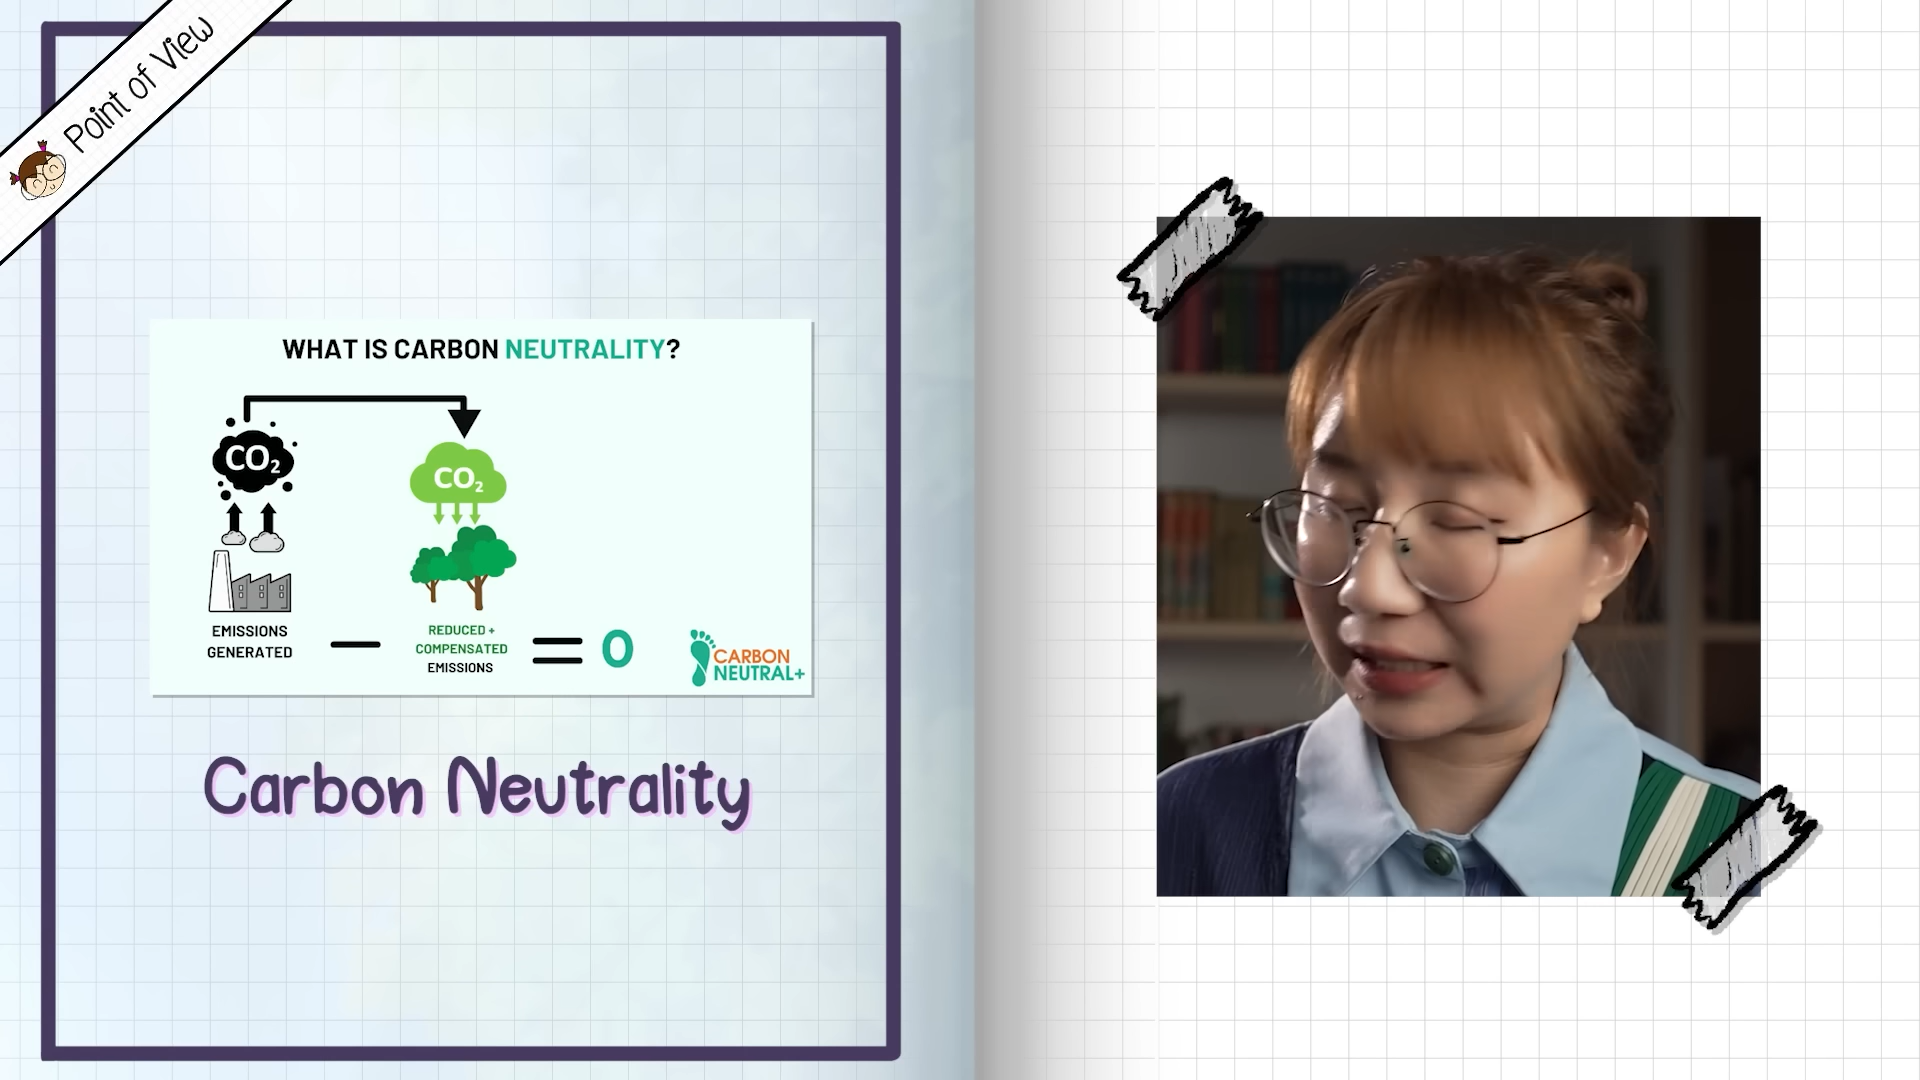 Point of View
WHAT IS CARBON NEUTRALITY?
CO₂
CO₂
EMISSIONS
GENERATED
REDUCED +
COMPENSATED
EMISSIONS
0
CARBON
NEUTRAL+
Carbon Neutrality